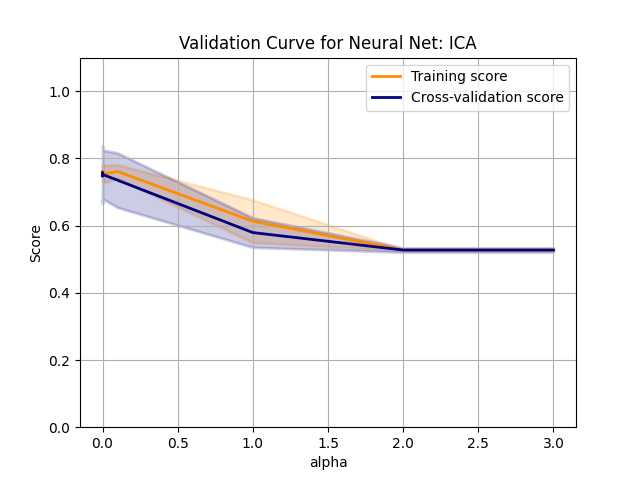 Validation Curve for Neural Net: ICA
Training score
Cross-validation score
1.0
0.8
0.6
0.4
0.2
0.0
Score
0.0 0.5 1.0 1.5 2.0 2.5 3.0
alpha